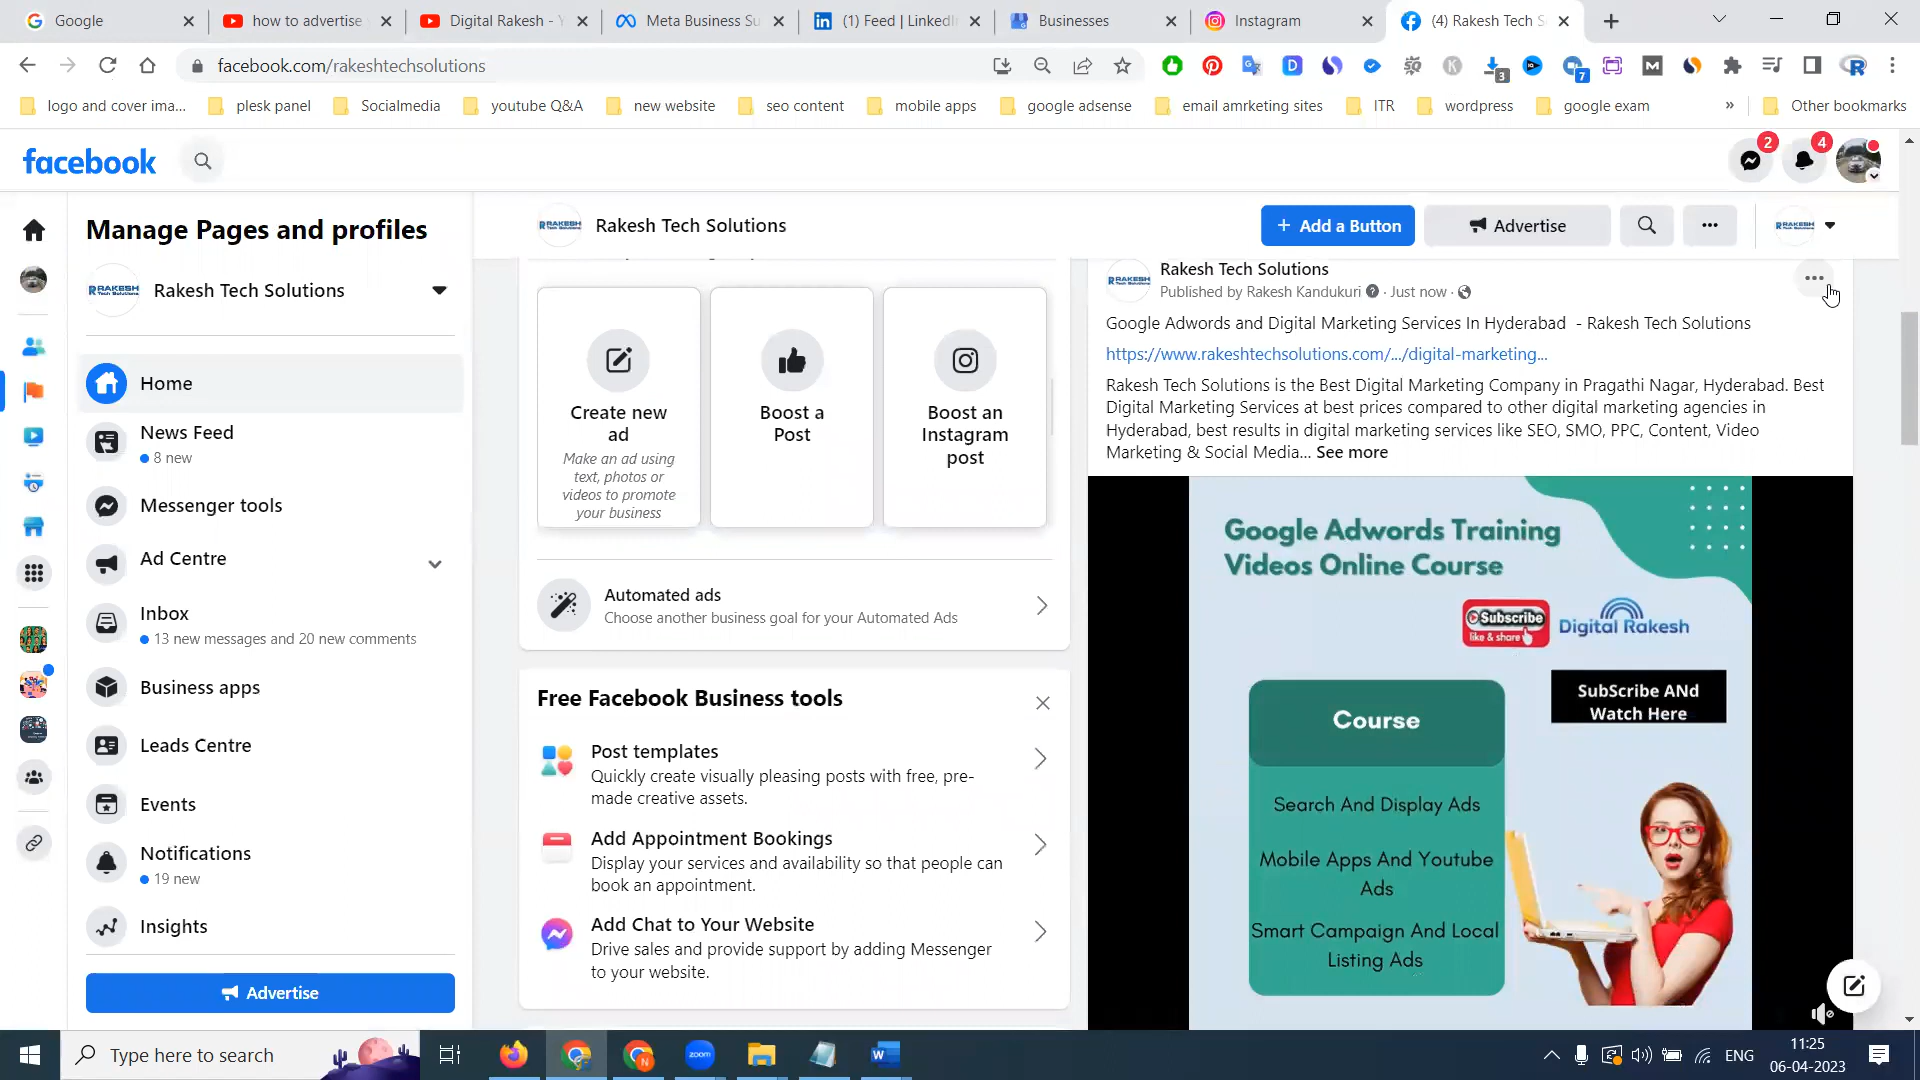 Google
how to advertise
Digital Rakesh - Y
Meta Business Su
(1) Feed | LinkedIn
Businesses
Instagram
(4) Rakesh Tech S
facebook.com/rakeshtechsolutions
3
7
logo and cover ima...
plesk panel
Socialmedia
youtube Q&A
new website
seo content
mobile apps
google adsense
email amrketing sites
ITR
wordpress
google exam
»
Other bookmarks
facebook
2
4
Manage Pages and profiles
Rakesh Tech Solutions
Home
News Feed
8 new
Messenger tools
Ad Centre
Inbox
13 new messages and 20 new comments
Business apps
Leads Centre
Events
Notifications
19 new
Insights
Advertise
Rakesh Tech Solutions
+ Add a Button
Advertise
Create new
ad
Make an ad using
text, photos or
videos to promote
your business
Boost a
Post
Boost an
Instagram
post
Automated ads
Choose another business goal for your Automated Ads
Free Facebook Business tools
Post templates
Quickly create visually pleasing posts with free, pre-
made creative assets.
Add Appointment Bookings
Display your services and availability so that people can
book an appointment.
Add Chat to Your Website
Drive sales and provide support by adding Messenger
to your website.
RAKESH
Tech Solutions
Rakesh Tech Solutions
Published by Rakesh Kandukuri · Just now ·
Google Adwords and Digital Marketing Services In Hyderabad - Rakesh Tech Solutions
https://www.rakeshtechsolutions.com/.../digital-marketing...
Rakesh Tech Solutions is the Best Digital Marketing Company in Pragathi Nagar, Hyderabad. Best
Digital Marketing Services at best prices compared to other digital marketing agencies in
Hyderabad, best results in digital marketing services like SEO, SMO, PPC, Content, Video
Marketing & Social Media... See more
Google Adwords Training
Videos Online Course
Subscribe
like & share
Digital Rakesh
SubScribe ANd
Watch Here
Course
Search And Display Ads
Mobile Apps And Youtube
Ads
Smart Campaign And Local
Listing Ads
Type here to search
zoom
ENG
11:25
06-04-2023